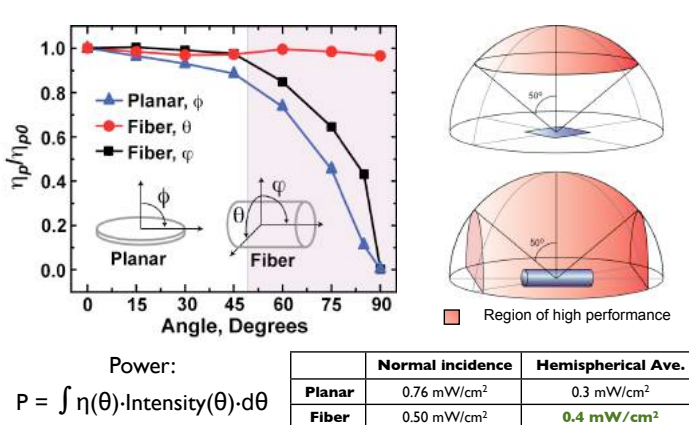 1.0
0.8
0.6
0.4
0.2
0.0
ηp/ηp0
Planar, ϕ
Fiber, θ
Fiber, φ
ϕ
φ
θ
Planar
Fiber
0 15 30 45 60 75 90
Angle, Degrees
50º
50º
Region of high performance
Power:
P = ∫ η(θ)·Intensity(θ)·dθ
Normal incidence Hemispherical Ave.
Planar 0.76 mW/cm² 0.3 mW/cm²
Fiber 0.50 mW/cm² 0.4 mW/cm²